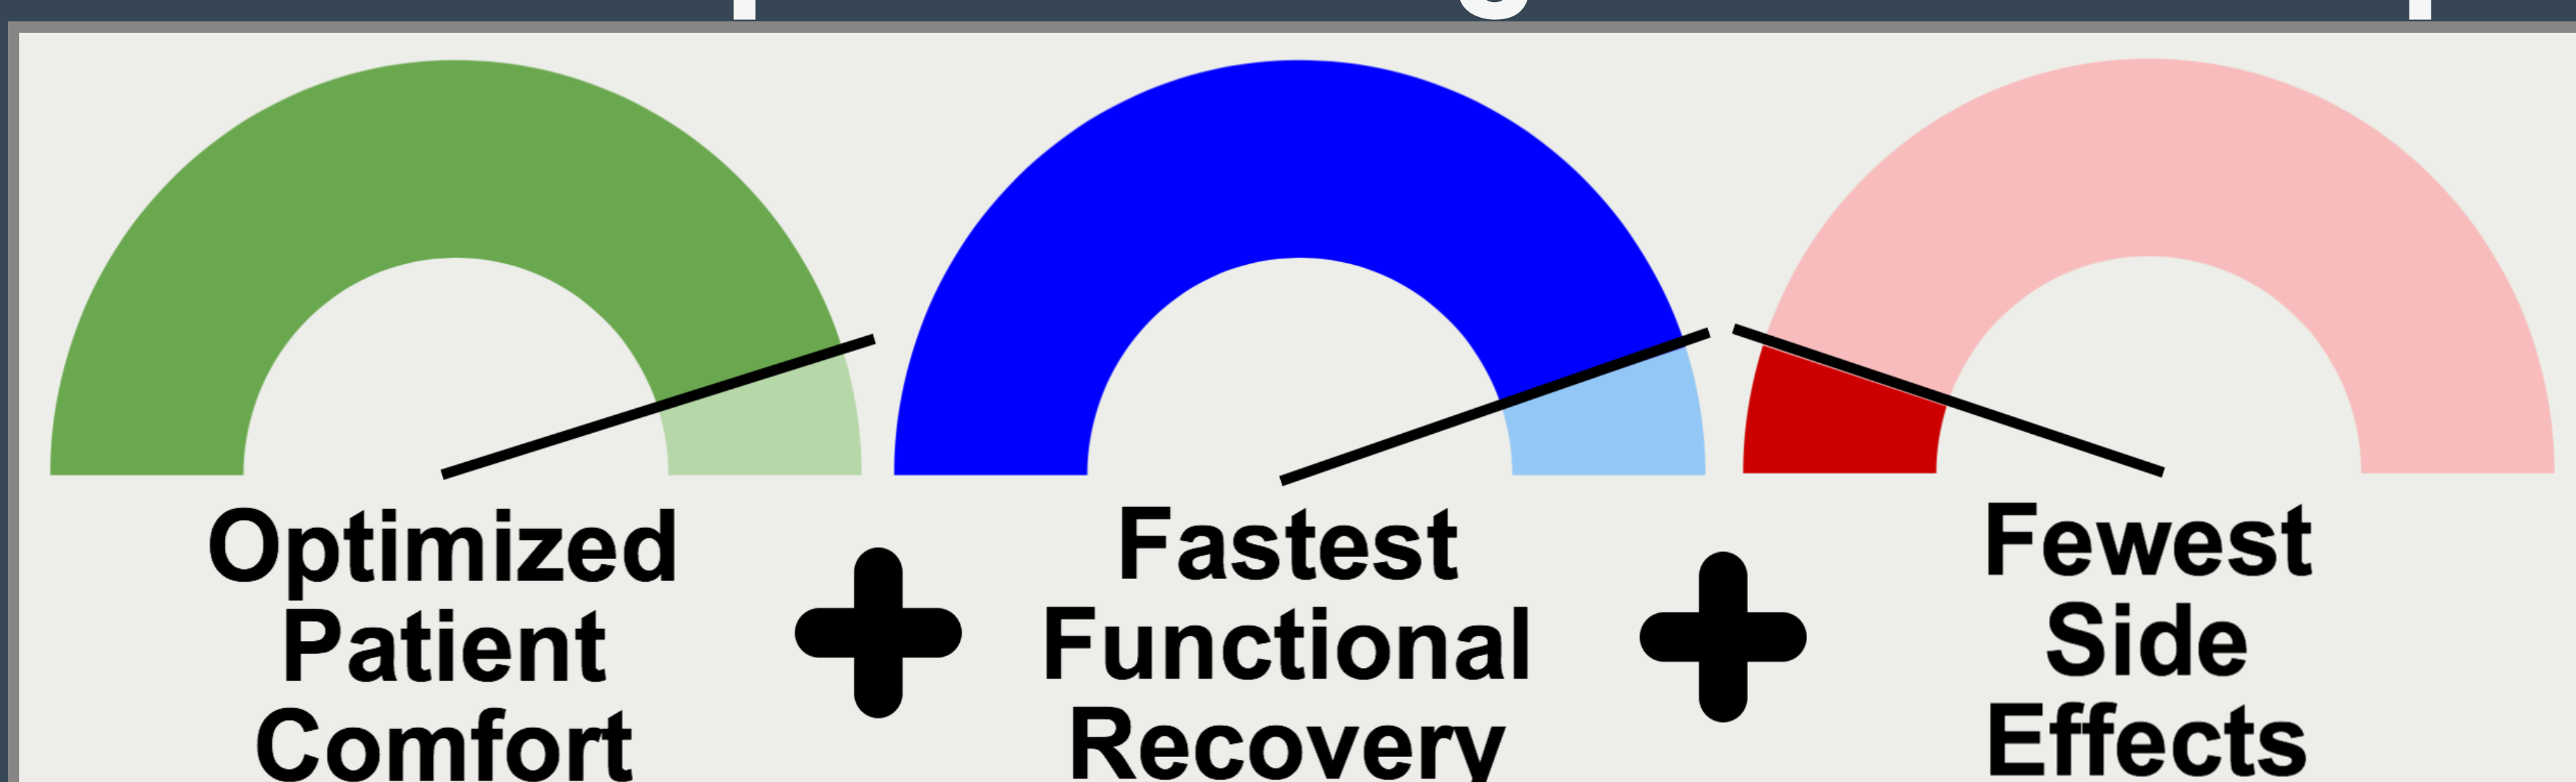 Optimized
Patient
Comfort
Fastest
Functional
Recovery
Fewest
Side
Effects